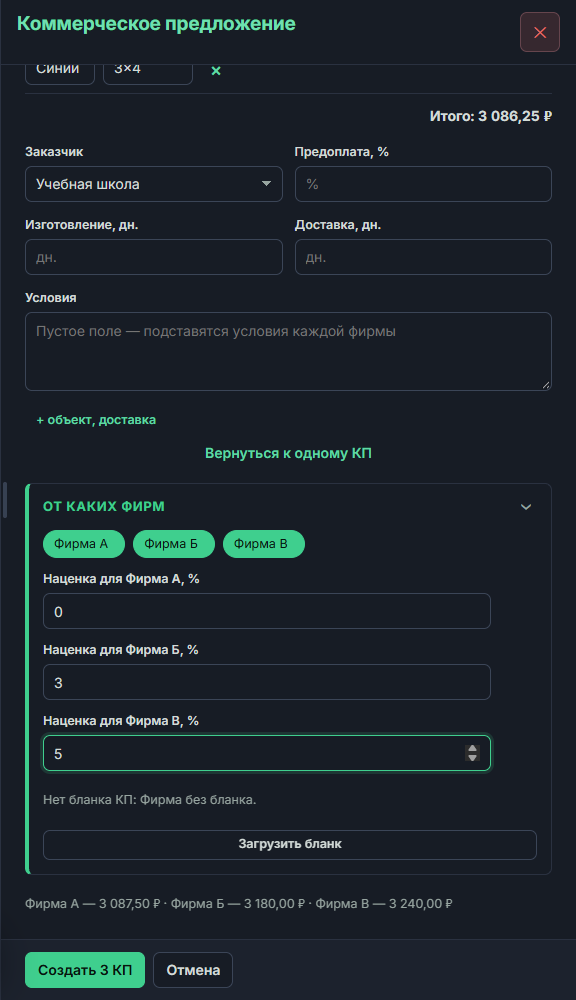 Коммерческое предложение
Синий 3×4 ×
Итого: 3 086,25 ₽
Заказчик Предоплата, %
Учебная школа %
Изготовление, дн. Доставка, дн.
дн. дн.
Условия
Пустое поле — подставятся условия каждой фирмы
+ объект, доставка
Вернуться к одному КП
ОТ КАКИХ ФИРМ
Фирма А Фирма Б Фирма В
Наценка для Фирма А, %
0
Наценка для Фирма Б, %
3
Наценка для Фирма В, %
5
Нет бланка КП: Фирма без бланка.
Загрузить бланк
Фирма А — 3 087,50 ₽ · Фирма Б — 3 180,00 ₽ · Фирма В — 3 240,00 ₽
Создать 3 КП Отмена